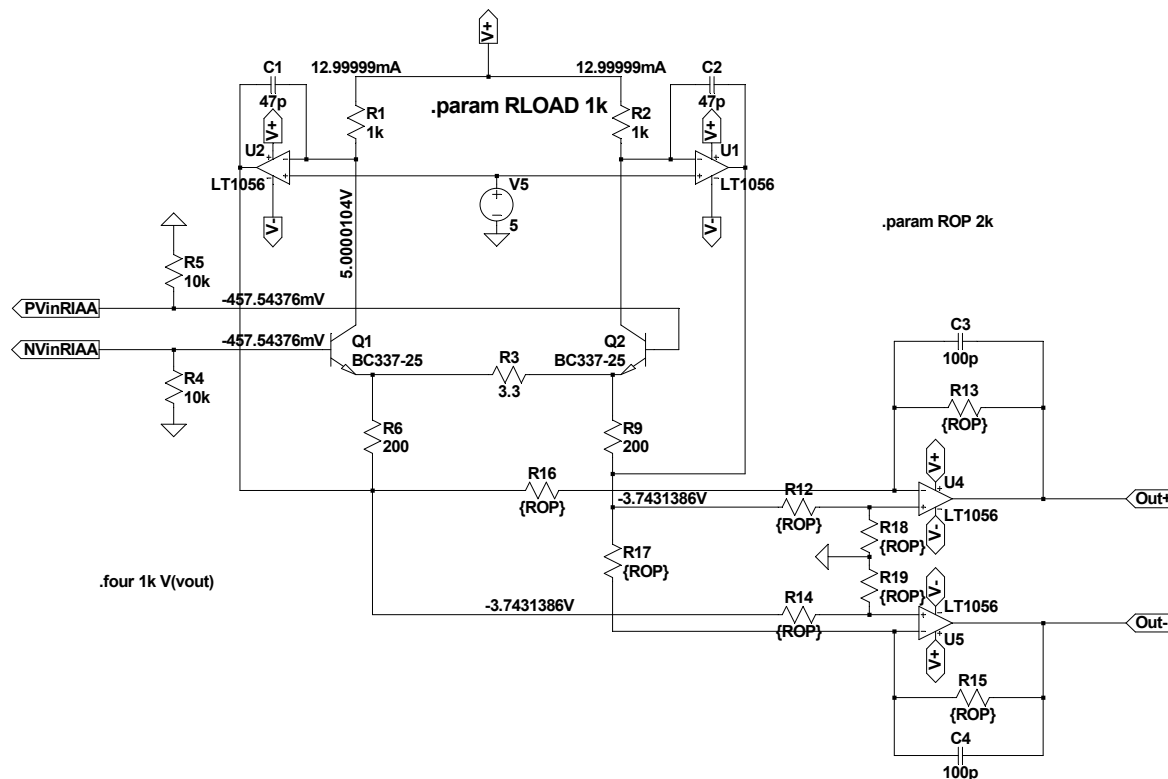 V+
C1
12.99999mA
12.99999mA
C2
47p
R1
1k
.param RLOAD 1k
R2
1k
47p
V+
V+
U2
U1
LT1056
V5
LT1056
V-
5
V-
5.0000104V
.param ROP 2k
R5
10k
PVinRIAA
-457.54376mV
NVinRIAA
-457.54376mV
Q1
BC337-25
R3
3.3
Q2
BC337-25
R4
10k
C3
100p
R13
{ROP}
R6
200
R9
200
V+
U4
R16
{ROP}
-3.7431386V
R12
{ROP}
LT1056
V-
Out+
R18
{ROP}
R17
{ROP}
R19
{ROP}
.four 1k V(vout)
-3.7431386V
R14
{ROP}
V-
LT1056
U5
V+
Out-
R15
{ROP}
C4
100p